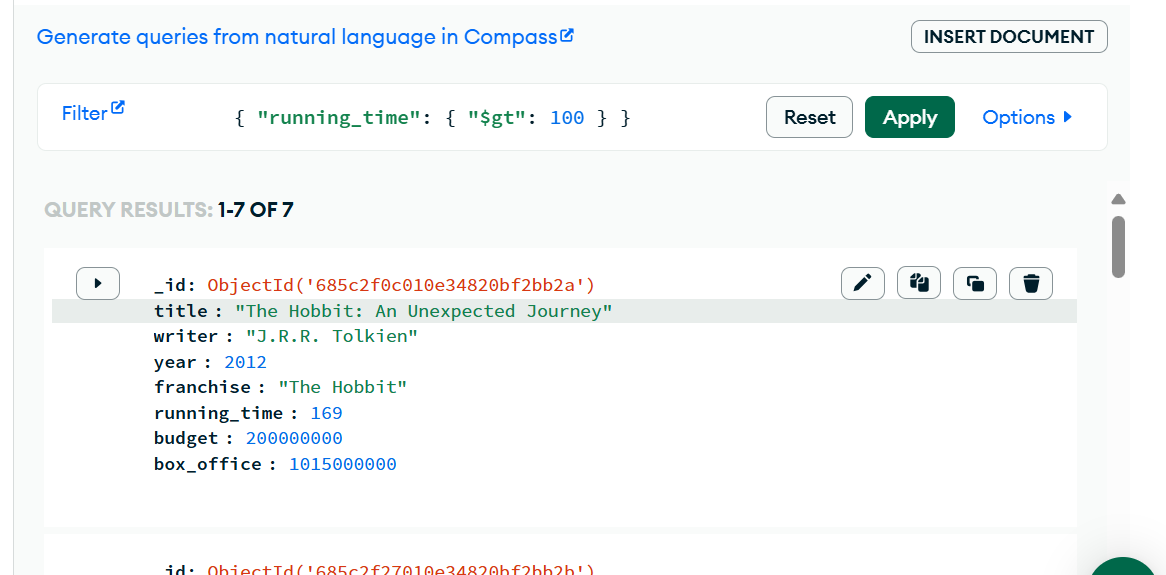 Generate queries from natural language in Compass
INSERT DOCUMENT
Filter
{ "running_time": { "$gt": 100 } }
Reset
Apply
Options
QUERY RESULTS: 1-7 OF 7
_id: ObjectId('685c2f0c010e34820bf2bb2a')
title : "The Hobbit: An Unexpected Journey"
writer : "J.R.R. Tolkien"
year : 2012
franchise : "The Hobbit"
running_time : 169
budget : 200000000
box_office : 1015000000
_id: ObjectId('685c2f27010e34820bf2bb2b')